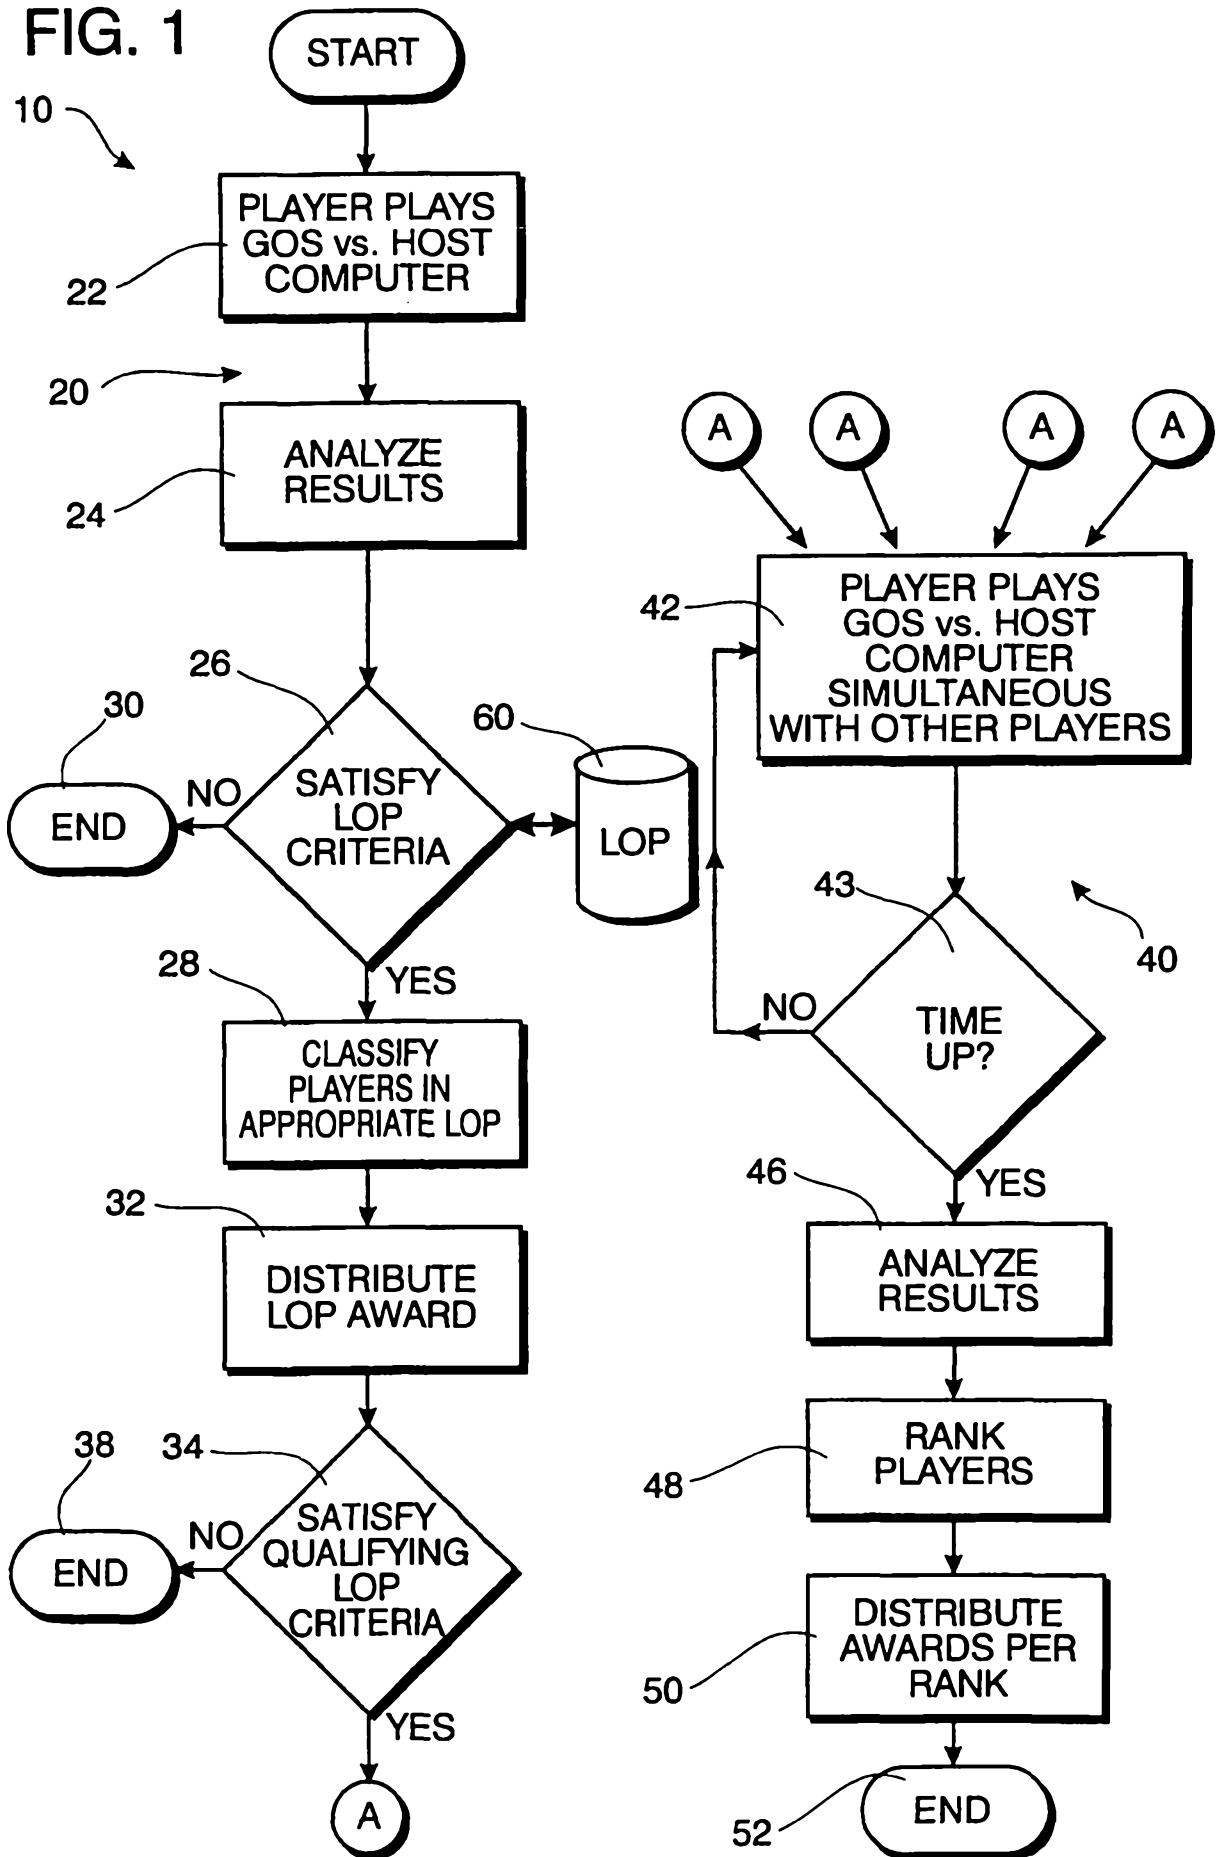 FIG. 1
START
10
PLAYER PLAYS
GOS vs. HOST
COMPUTER
22
20
ANALYZE
RESULTS
24
26
30
END
NO
SATISFY
LOP
CRITERIA
60
LOP
YES
28
CLASSIFY
PLAYERS IN
APPROPRIATE LOP
32
DISTRIBUTE
LOP AWARD
38
34
END
NO
SATISFY
QUALIFYING
LOP
CRITERIA
YES
A
A
A
A
A
42
PLAYER PLAYS
GOS vs. HOST
COMPUTER
SIMULTANEOUS
WITH OTHER PLAYERS
43
40
NO
TIME
UP?
YES
46
ANALYZE
RESULTS
48
RANK
PLAYERS
50
DISTRIBUTE
AWARDS PER
RANK
52
END